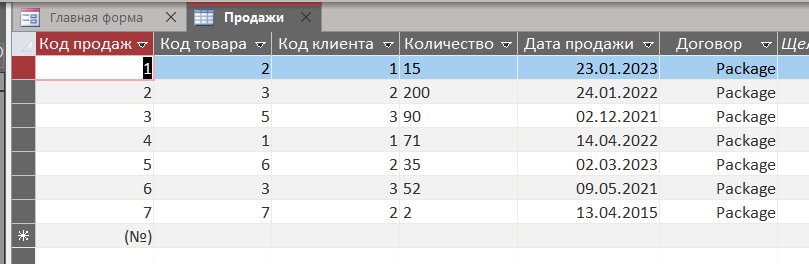 Главная форма × Продажи ×
Код продаж Код товара Код клиента Количество Дата продажи Договор Щел
1 2 1 15 23.01.2023 Package
2 3 2 200 24.01.2022 Package
3 5 3 90 02.12.2021 Package
4 1 1 71 14.04.2022 Package
5 6 2 35 02.03.2023 Package
6 3 3 52 09.05.2021 Package
7 7 2 2 13.04.2015 Package
* (№)